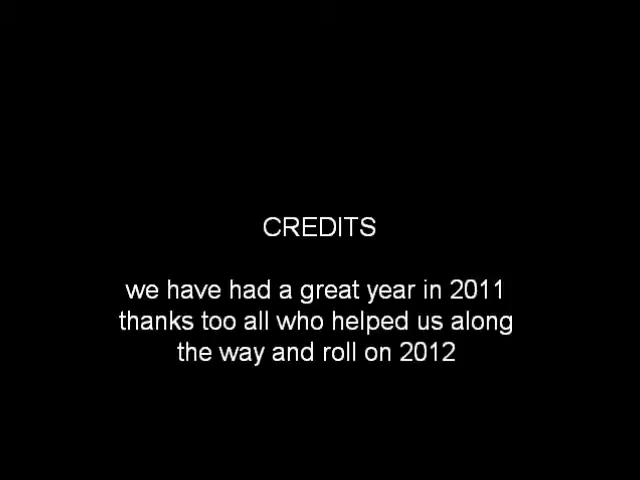 CREDITS
we have had a great year in 2011
thanks too all who helped us along
the way and roll on 2012